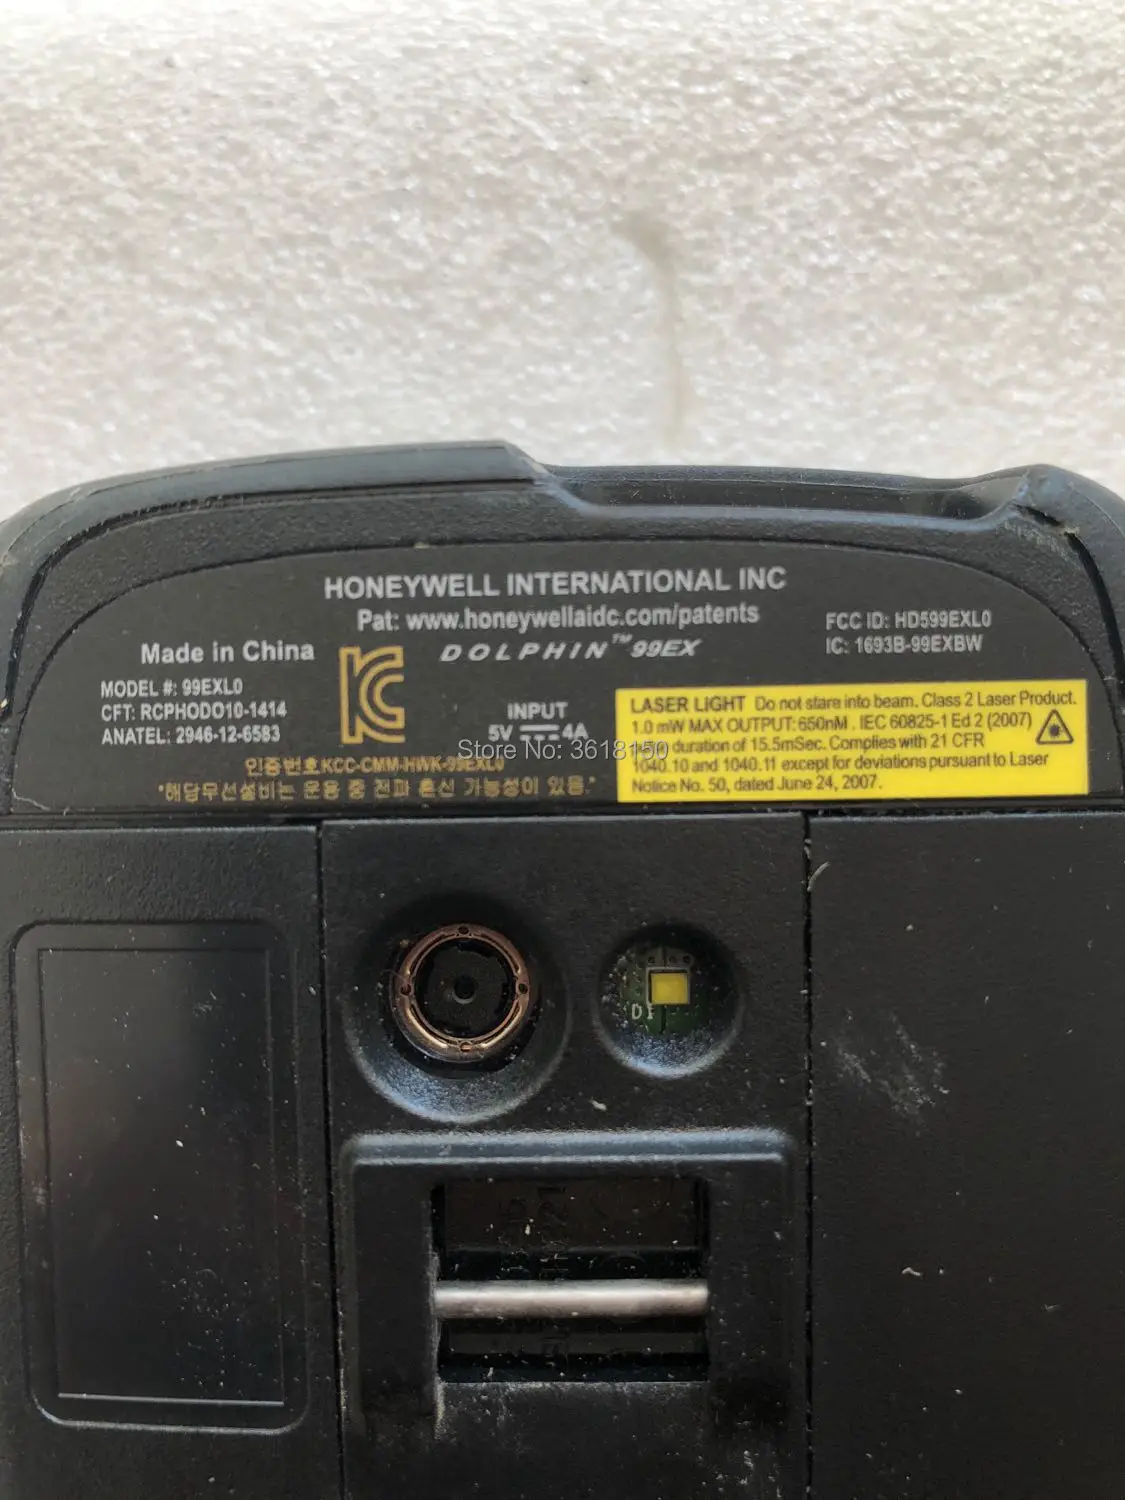 HONEYWELL INTERNATIONAL INC
Pat: www.honeywellaidc.com/patents
DOLPHIN™ 99EX
FCC ID: HD599EXL0
IC: 1693B-99EXBW
Made in China
MODEL #: 99EXL0
CFT: RCPHODO10-1414
ANATEL: 2946-12-6583
INPUT
5V 4A
인증번호KCC-CMM-HWK-99EXL0
"해당무선설비는 운용 중 전파 혼신 가능성이 있음."
LASER LIGHT Do not stare into beam. Class 2 Laser Product.
1.0 mW MAX OUTPUT: 650nM . IEC 60825-1 Ed 2 (2007)
duration of 15.5mSec. Complies with 21 CFR
1040.10 and 1040.11 except for deviations pursuant to Laser
Notice No. 50, dated June 24, 2007.
Store No: 3618150
D1